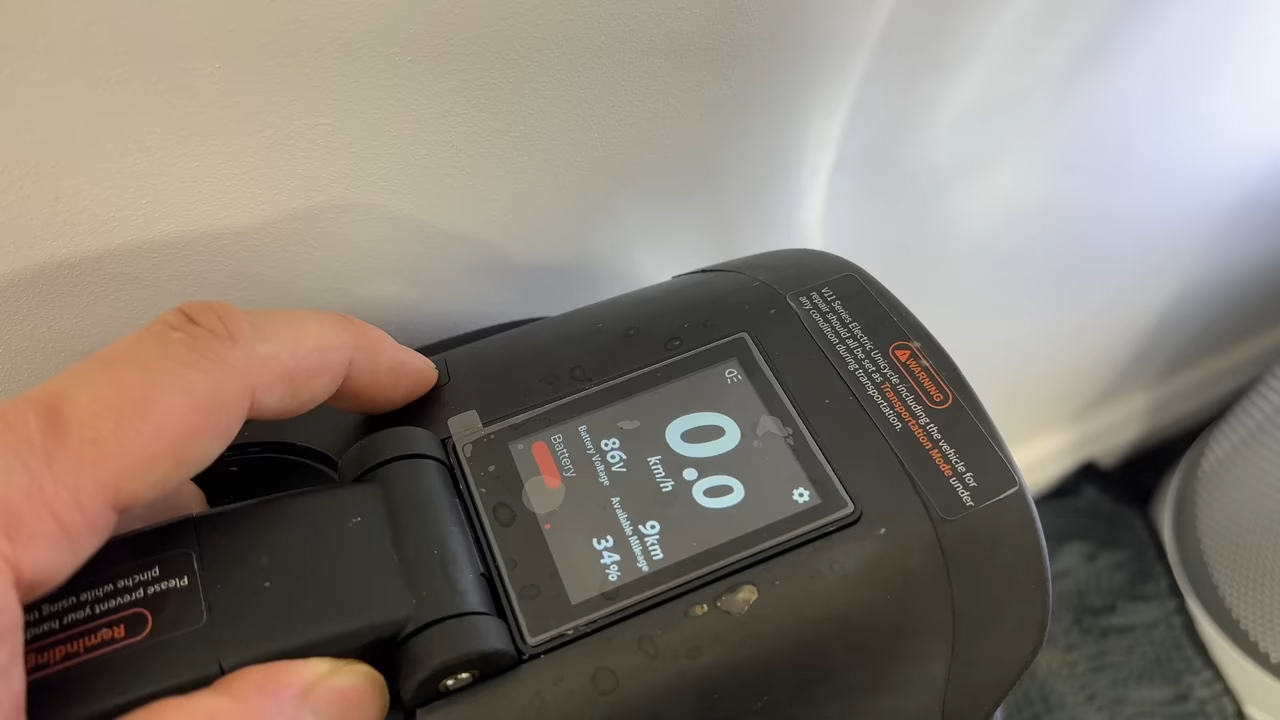 0.0
km/h
86V
Battery Voltage
9km
Available Mileage
Battery
34%
WARNING
V11 Series Electric Unicycle including the vehicle for
repair should all be set as Transportation Mode under
any condition during transportation.
Reminding
Please prevent your hand
pinche while using th